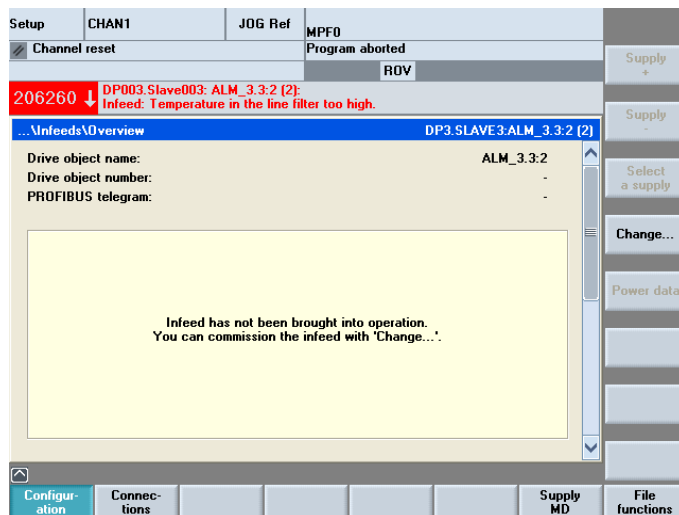 Setup CHAN1 JOG Ref MPF0
Channel reset Program aborted
ROV
206260 DP003.Slave003: ALM_3.3:2 (2):
Infeed: Temperature in the line filter too high.
...\Infeeds\Overview DP3.SLAVE3:ALM_3.3:2 (2)
Drive object name: ALM_3.3:2
Drive object number: -
PROFIBUS telegram: -
Infeed has not been brought into operation.
You can commission the infeed with 'Change...'.
Supply
+
Supply
-
Select
a supply
Change...
Power data
Configur-
ation
Connec-
tions
Supply
MD
File
functions